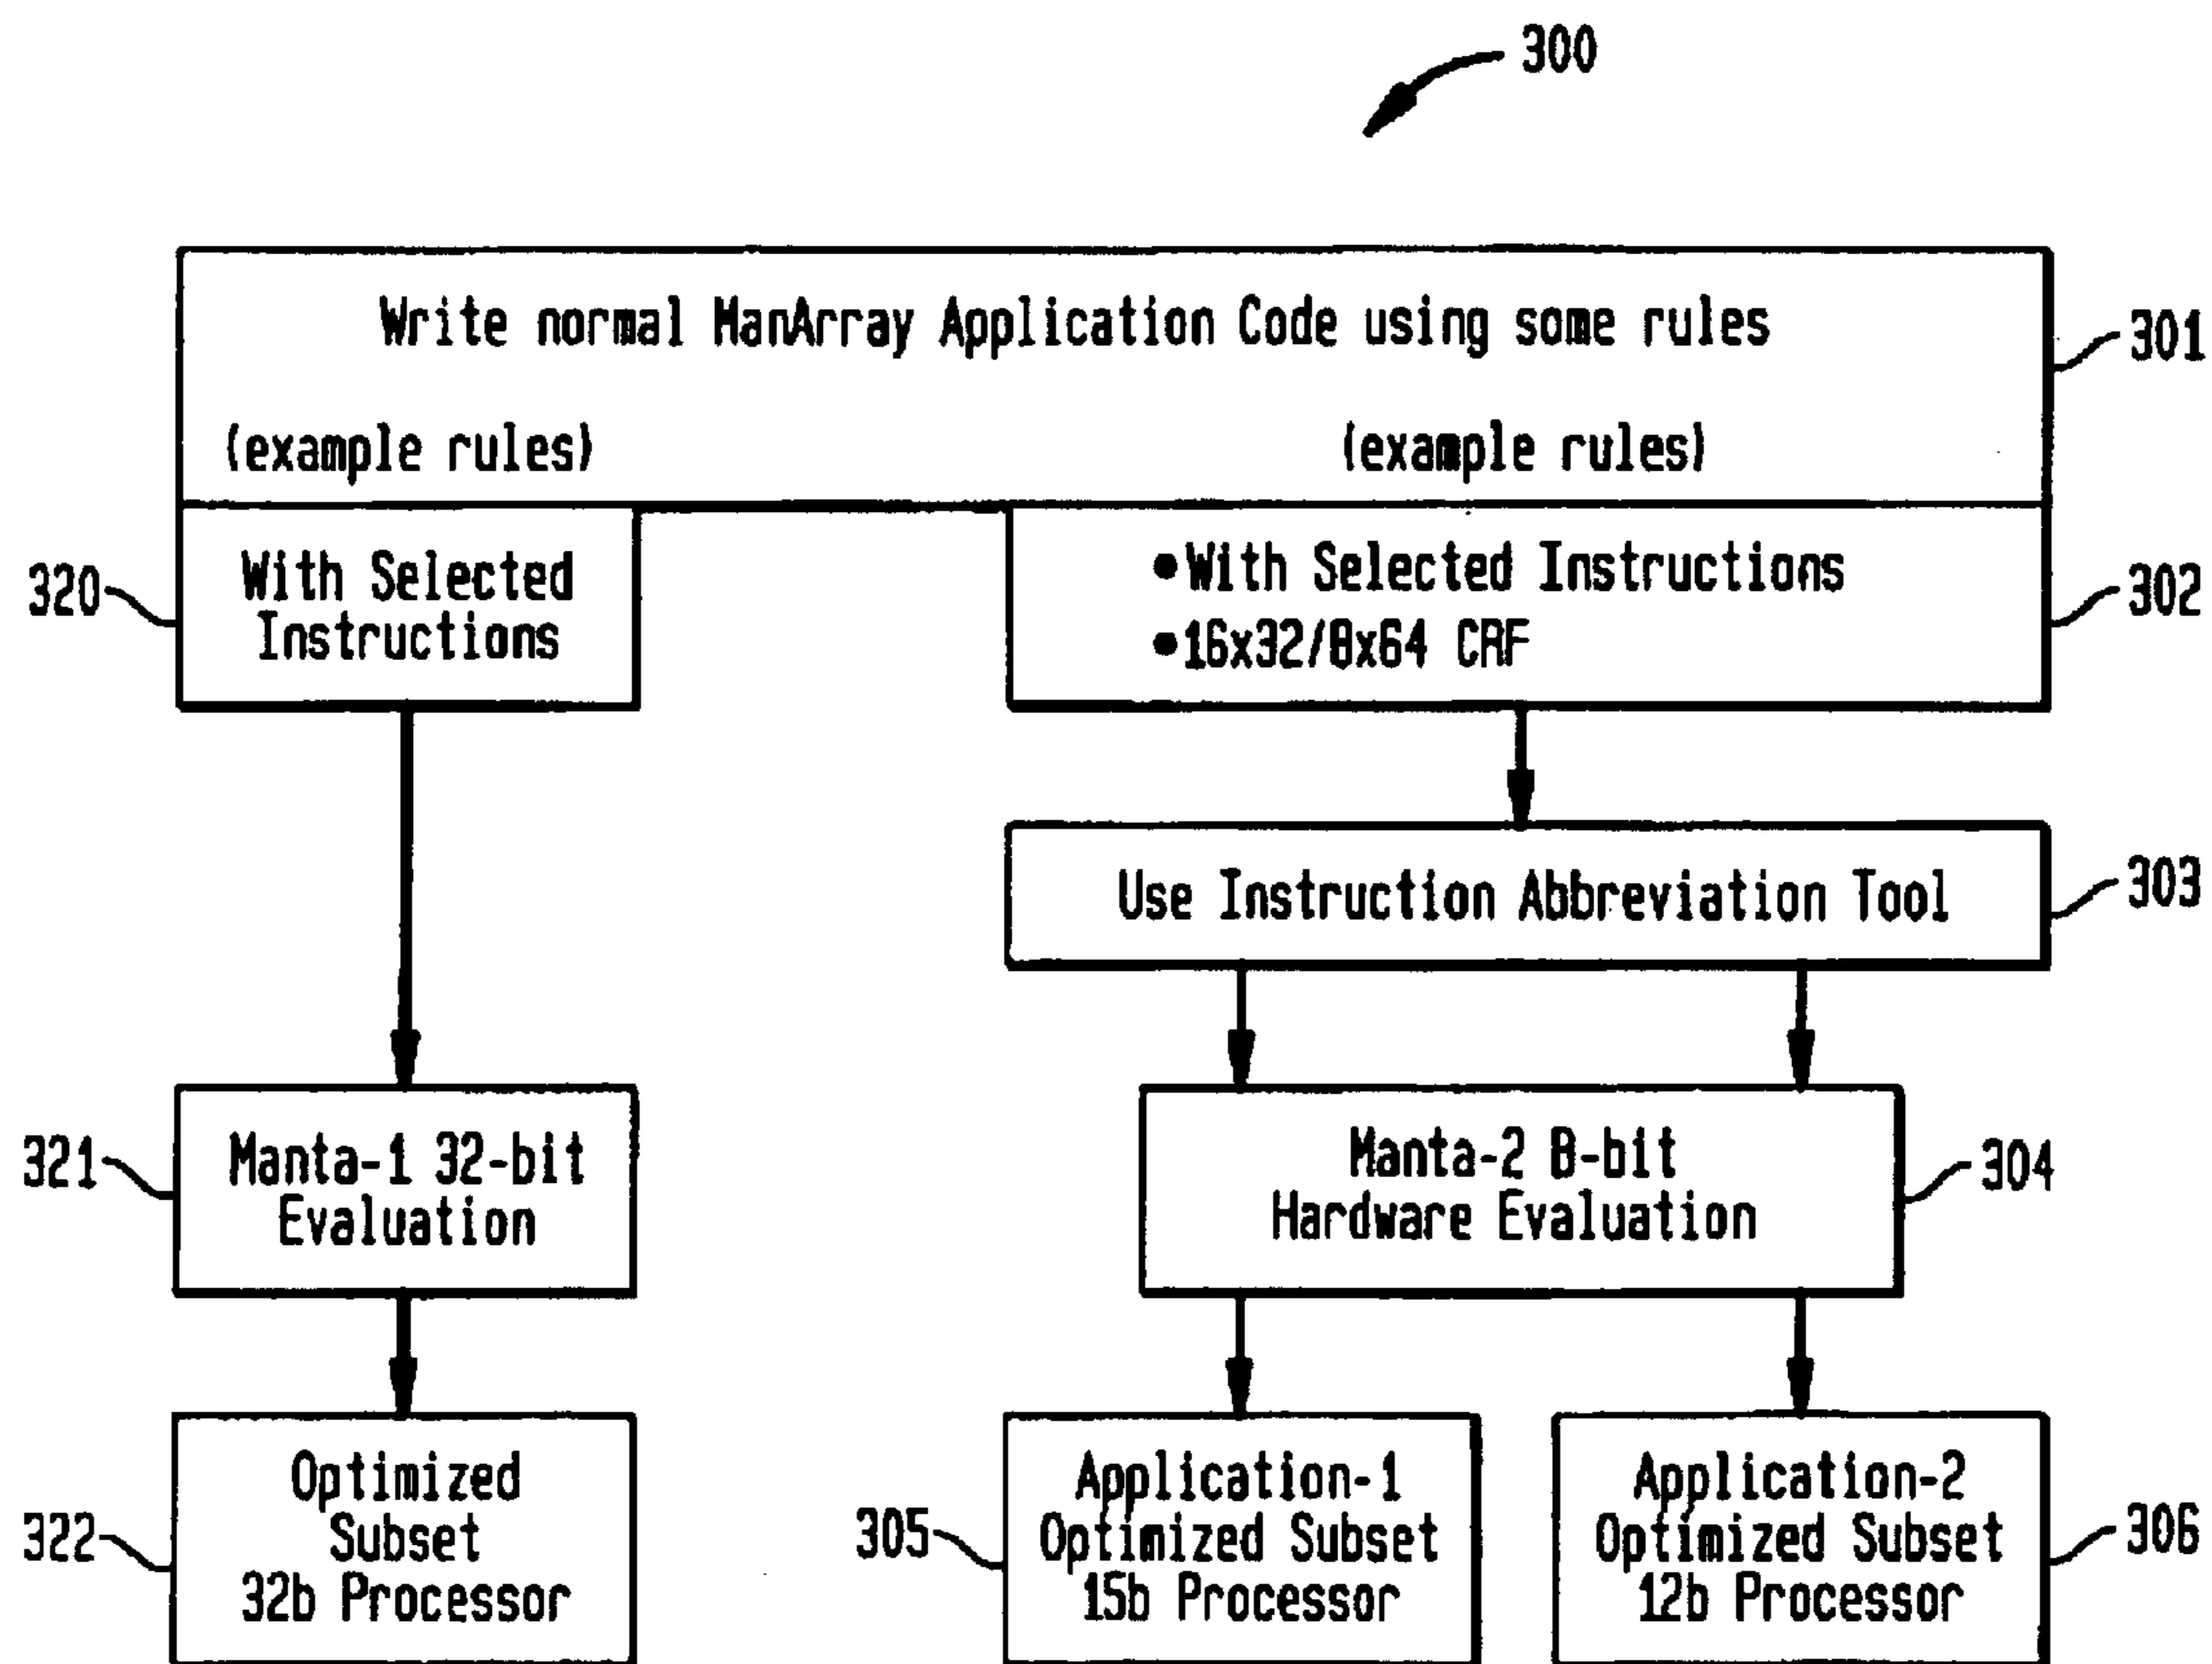 300
Write normal ManArray Application Code using some rules
301
(example rules)
(example rules)
320
With Selected
Instructions
•With Selected Instructions
•16x32/8x64 CRF
302
Use Instruction Abbreviation Tool
303
321
Manta-1 32-bit
Evaluation
Manta-2 8-bit
Hardware Evaluation
304
322
Optimized
Subset
32b Processor
305
Application-1
Optimized Subset
15b Processor
Application-2
Optimized Subset
12b Processor
306